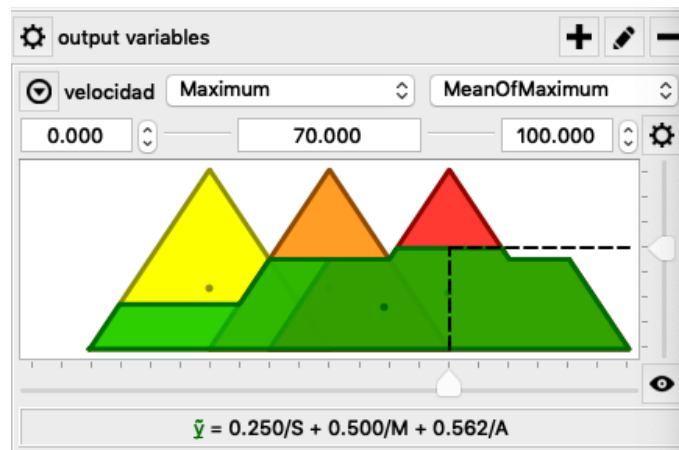 output variables
velocidad Maximum MeanOfMaximum
0.000 70.000 100.000
ỹ = 0.250/S + 0.500/M + 0.562/A